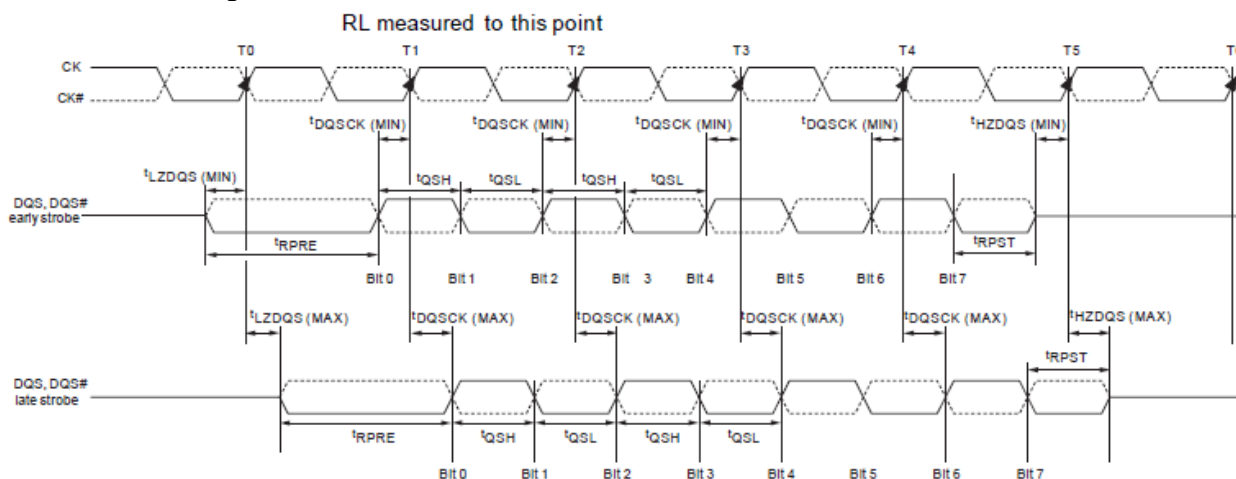 RL measured to this point
T0 T1 T2 T3 T4 T5
CK
CK#
tDQSCK (MIN) tDQSCK (MIN) tDQSCK (MIN) tDQSCK (MIN) tHZDQS (MIN)
tLZDQS (MIN)
tQSH tQSL tQSH tQSL
DQS, DQS#
early strobe
tRPRE tRPST
Bit 0 Bit 1 Bit 2 Bit 3 Bit 4 Bit 5 Bit 6 Bit 7
tLZDQS (MAX) tDQSCK (MAX) tDQSCK (MAX) tDQSCK (MAX) tDQSCK (MAX) tHZDQS (MAX)
tRPST
DQS, DQS#
late strobe
tRPRE tQSH tQSL tQSH tQSL
Bit 0 Bit 1 Bit 2 Bit 3 Bit 4 Bit 5 Bit 6 Bit 7